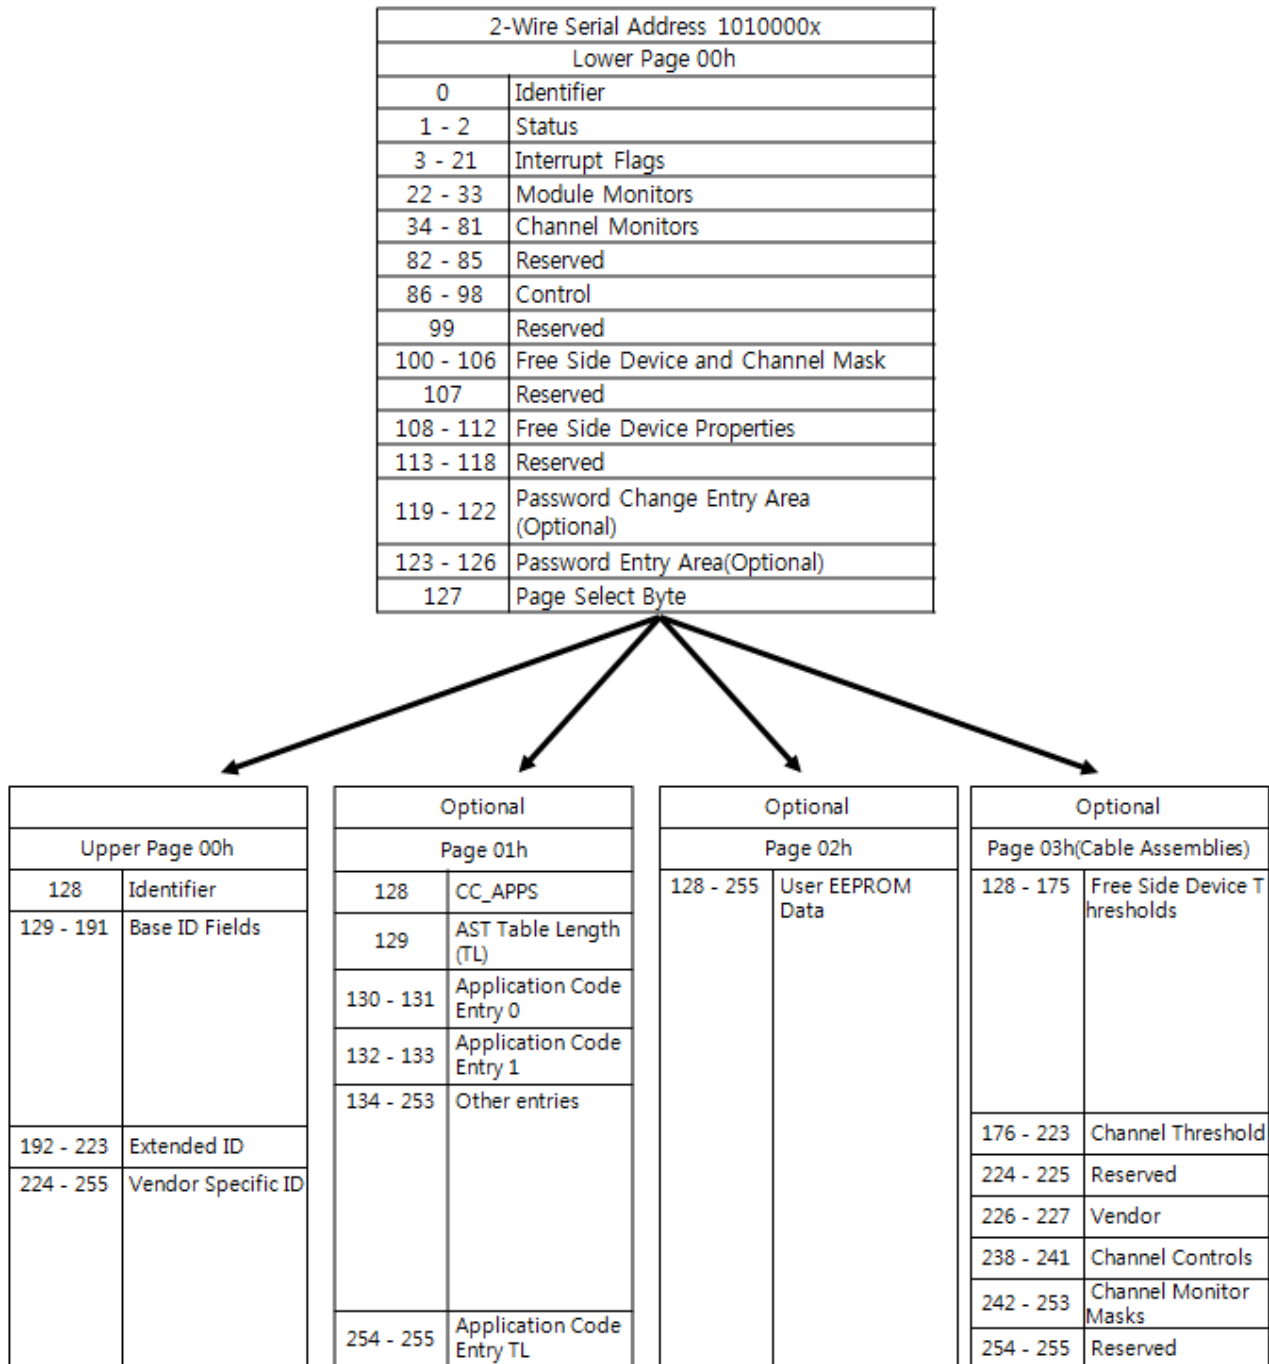 2-Wire Serial Address 1010000x
Lower Page 00h
0 Identifier
1 - 2 Status
3 - 21 Interrupt Flags
22 - 33 Module Monitors
34 - 81 Channel Monitors
82 - 85 Reserved
86 - 98 Control
99 Reserved
100 - 106 Free Side Device and Channel Mask
107 Reserved
108 - 112 Free Side Device Properties
113 - 118 Reserved
119 - 122 Password Change Entry Area
(Optional)
123 - 126 Password Entry Area(Optional)
127 Page Select Byte
Upper Page 00h
128 Identifier
129 - 191 Base ID Fields
192 - 223 Extended ID
224 - 255 Vendor Specific ID
Optional
Page 01h
128 CC_APPS
129 AST Table Length
(TL)
130 - 131 Application Code
Entry 0
132 - 133 Application Code
Entry 1
134 - 253 Other entries
254 - 255 Application Code
Entry TL
Optional
Page 02h
128 - 255 User EEPROM
Data
Optional
Page 03h(Cable Assemblies)
128 - 175 Free Side Device T
hresholds
176 - 223 Channel Threshold
224 - 225 Reserved
226 - 227 Vendor
238 - 241 Channel Controls
242 - 253 Channel Monitor
Masks
254 - 255 Reserved